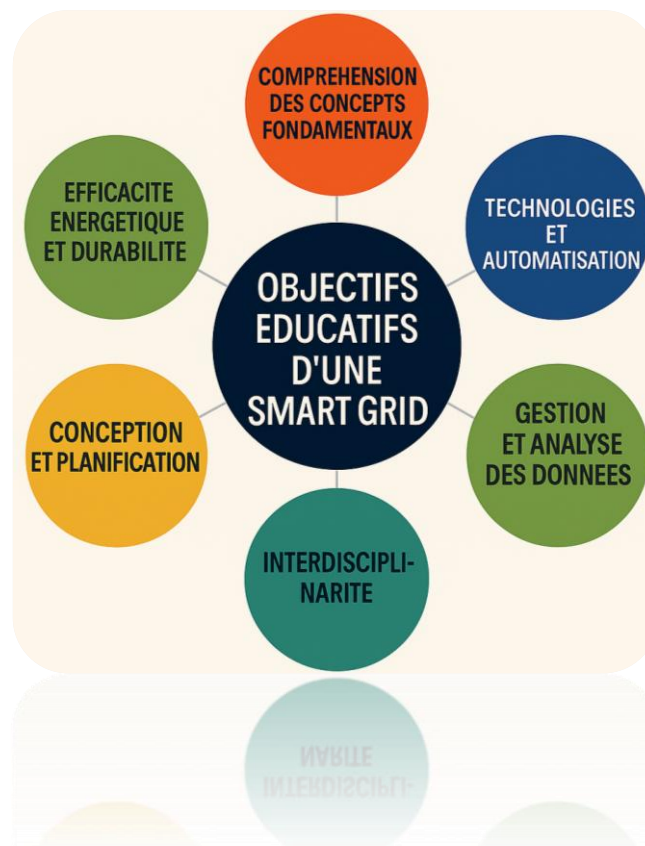 COMPREHENSION
DES CONCEPTS
FONDAMENTAUX
EFFICACITE
ENERGETIQUE
ET DURABILITE
TECHNOLOGIES
ET
AUTOMATISATION
OBJECTIFS
EDUCATIFS
D'UNE
SMART GRID
CONCEPTION
ET PLANIFICATION
GESTION
ET ANALYSE
DES DONNEES
INTERDISCIPLI-
NARITE